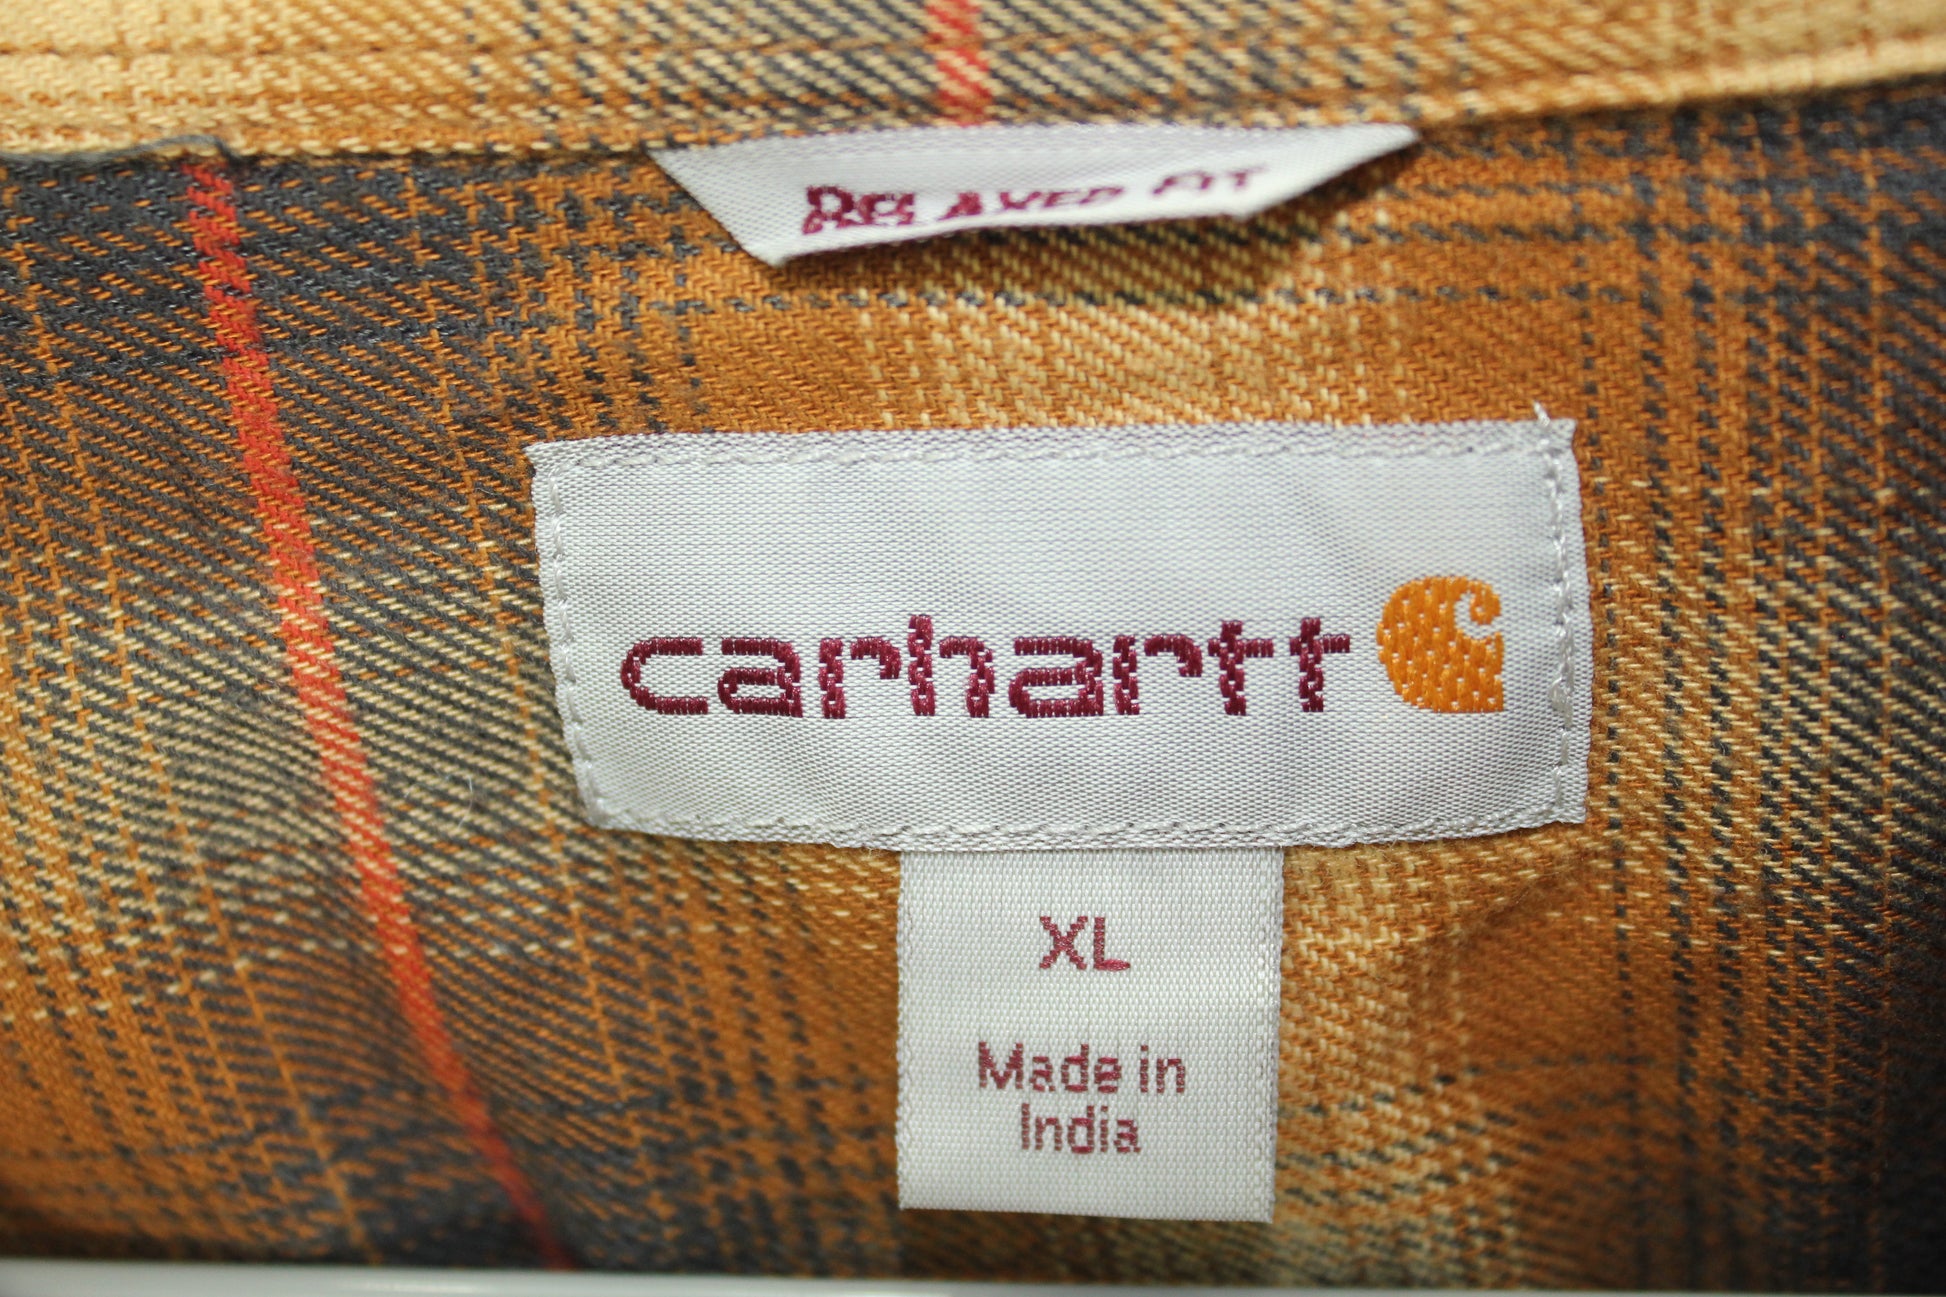 RELAXED FIT
carhartt
XL
Made in
India